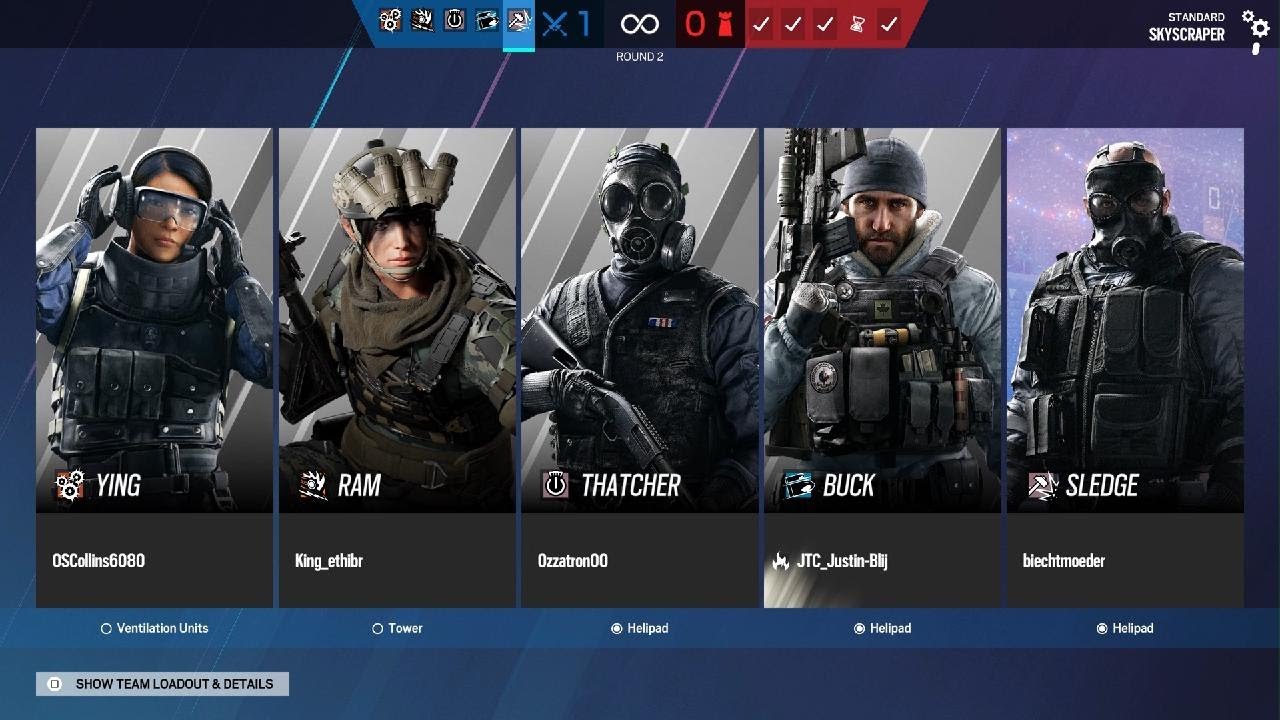 1
0
STANDARD
SKYSCRAPER
ROUND 2
YING
RAM
THATCHER
BUCK
SLEDGE
OSCollins6080
King_ethibr
OzzatronOO
JTC_Justin-Blij
biechtmoeder
Ventilation Units
Tower
Helipad
Helipad
Helipad
SHOW TEAM LOADOUT & DETAILS